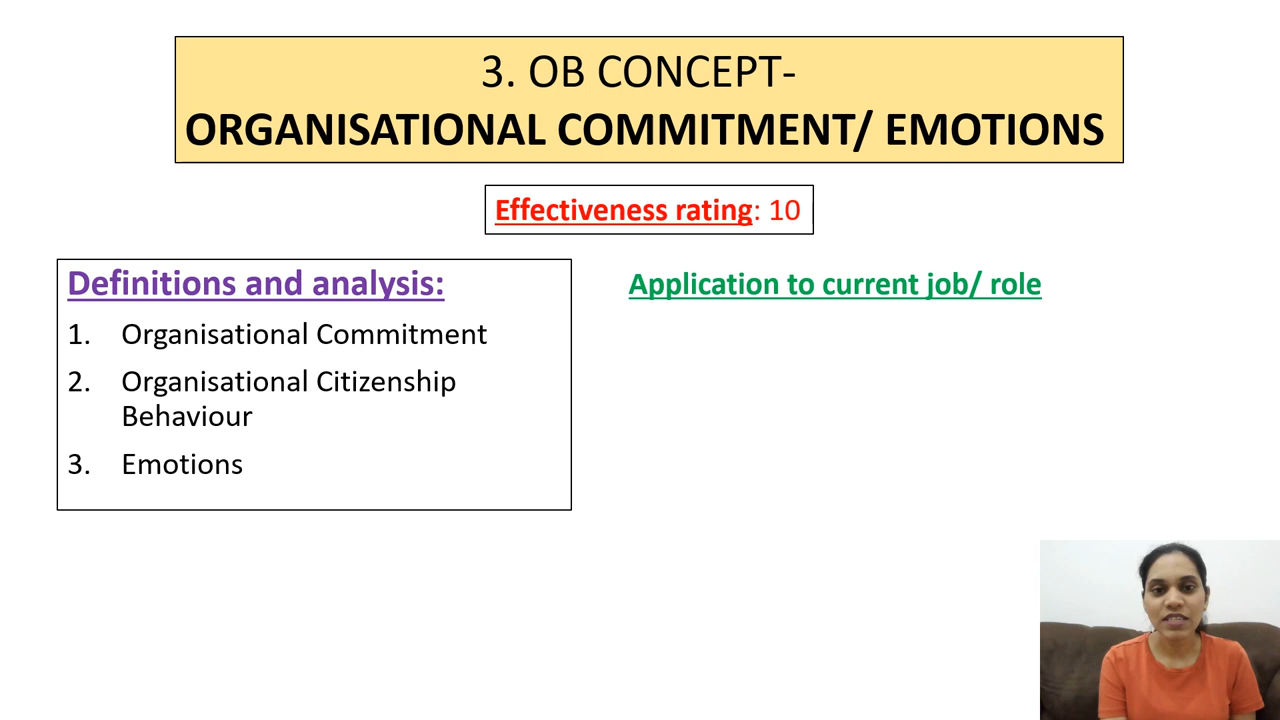 3. OB CONCEPT-
ORGANISATIONAL COMMITMENT/ EMOTIONS
Effectiveness rating: 10
Definitions and analysis:
1. Organisational Commitment
2. Organisational Citizenship
Behaviour
3. Emotions
Application to current job/ role